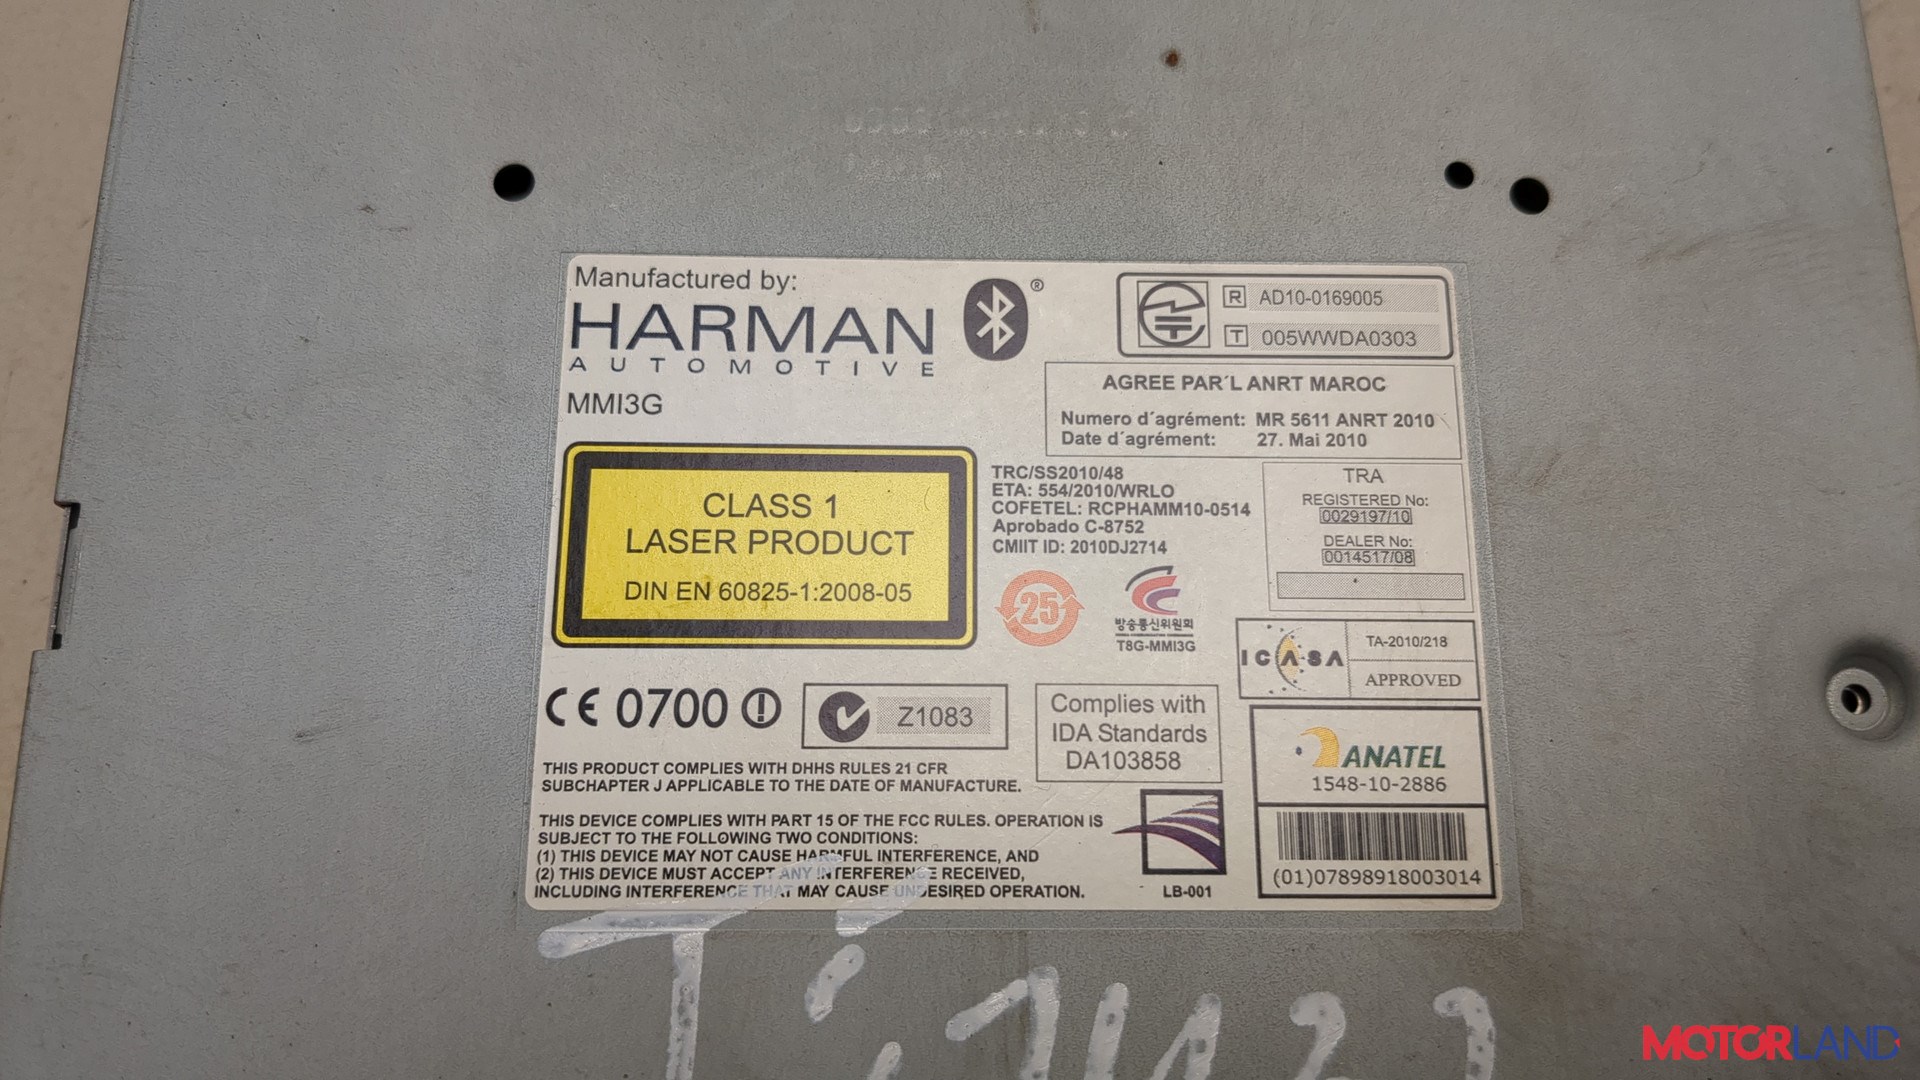 Manufactured by:
HARMAN
AUTOMOTIVE
MMI3G
®
R AD10-0169005
T 005WWDA0303
AGREE PAR´L ANRT MAROC
Numero d´agrément: MR 5611 ANRT 2010
Date d´agrément: 27. Mai 2010
CLASS 1
LASER PRODUCT
DIN EN 60825-1:2008-05
TRC/SS2010/48
ETA: 554/2010/WRLO
COFETEL: RCPHAMM10-0514
Aprobado C-8752
CMIIT ID: 2010DJ2714
TRA
REGISTERED No:
0029197/10
DEALER No:
0014517/08
25
방송통신위원회
T8G-MMI3G
ICASA
TA-2010/218
APPROVED
CE 0700
Z1083
Complies with
IDA Standards
DA103858
ANATEL
1548-10-2886
(01)07898918003014
THIS PRODUCT COMPLIES WITH DHHS RULES 21 CFR
SUBCHAPTER J APPLICABLE TO THE DATE OF MANUFACTURE.
THIS DEVICE COMPLIES WITH PART 15 OF THE FCC RULES. OPERATION IS
SUBJECT TO THE FOLLOWING TWO CONDITIONS:
(1) THIS DEVICE MAY NOT CAUSE HARMFUL INTERFERENCE, AND
(2) THIS DEVICE MUST ACCEPT ANY INTERFERENCE RECEIVED,
INCLUDING INTERFERENCE THAT MAY CAUSE UNDESIRED OPERATION.
LB-001
MOTORLAND